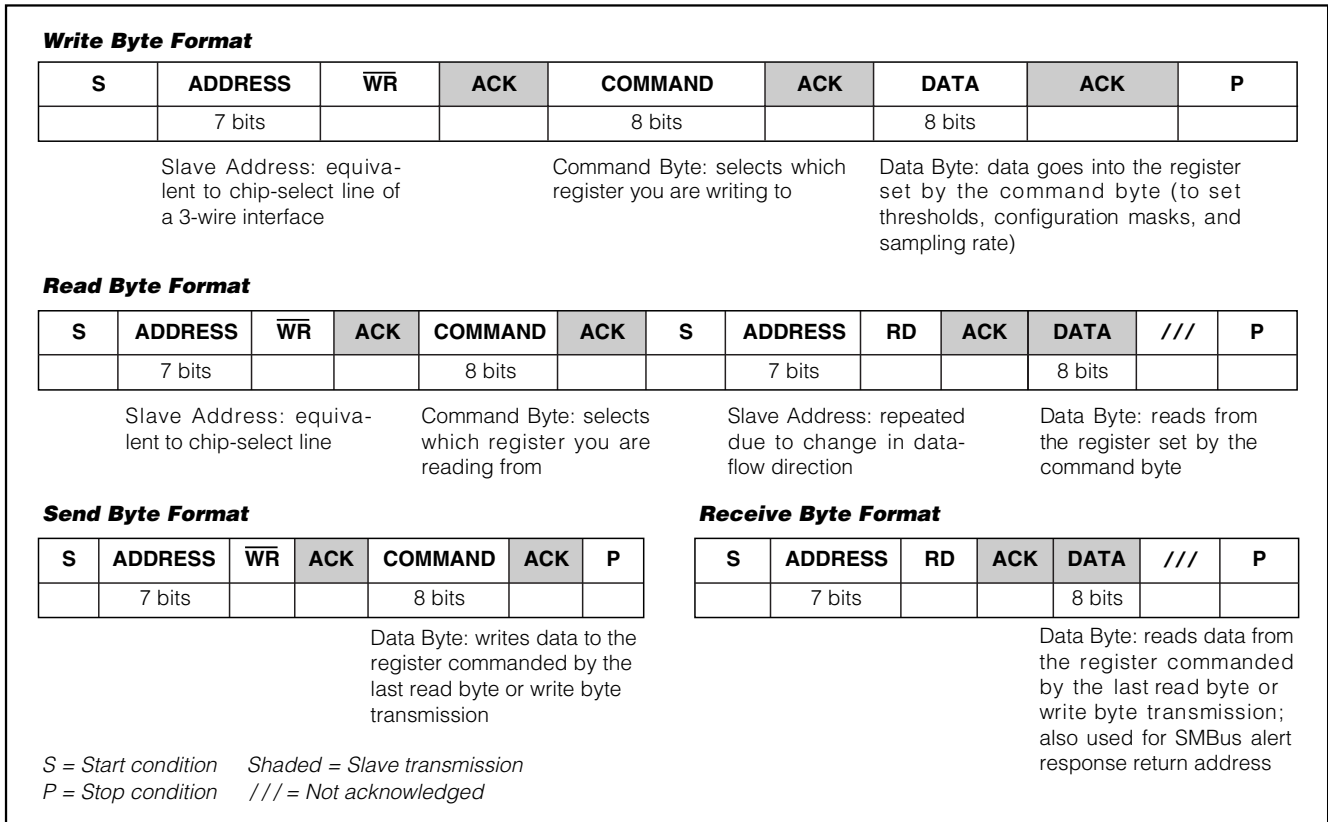 Write Byte Format
S ADDRESS W̅R̅ ACK COMMAND ACK DATA ACK P
7 bits 8 bits 8 bits
Slave Address: equiva-
lent to chip-select line of
a 3-wire interface
Command Byte: selects which
register you are writing to
Data Byte: data goes into the register
set by the command byte (to set
thresholds, configuration masks, and
sampling rate)
Read Byte Format
S ADDRESS W̅R̅ ACK COMMAND ACK S ADDRESS RD ACK DATA /// P
7 bits 8 bits 7 bits 8 bits
Slave Address: equiva-
lent to chip-select line
Command Byte: selects
which register you are
reading from
Slave Address: repeated
due to change in data-
flow direction
Data Byte: reads from
the register set by the
command byte
Send Byte Format
S ADDRESS W̅R̅ ACK COMMAND ACK P
7 bits 8 bits
Data Byte: writes data to the
register commanded by the
last read byte or write byte
transmission
Receive Byte Format
S ADDRESS RD ACK DATA /// P
7 bits 8 bits
Data Byte: reads data from
the register commanded
by the last read byte or
write byte transmission;
also used for SMBus alert
response return address
S = Start condition Shaded = Slave transmission
P = Stop condition /// = Not acknowledged